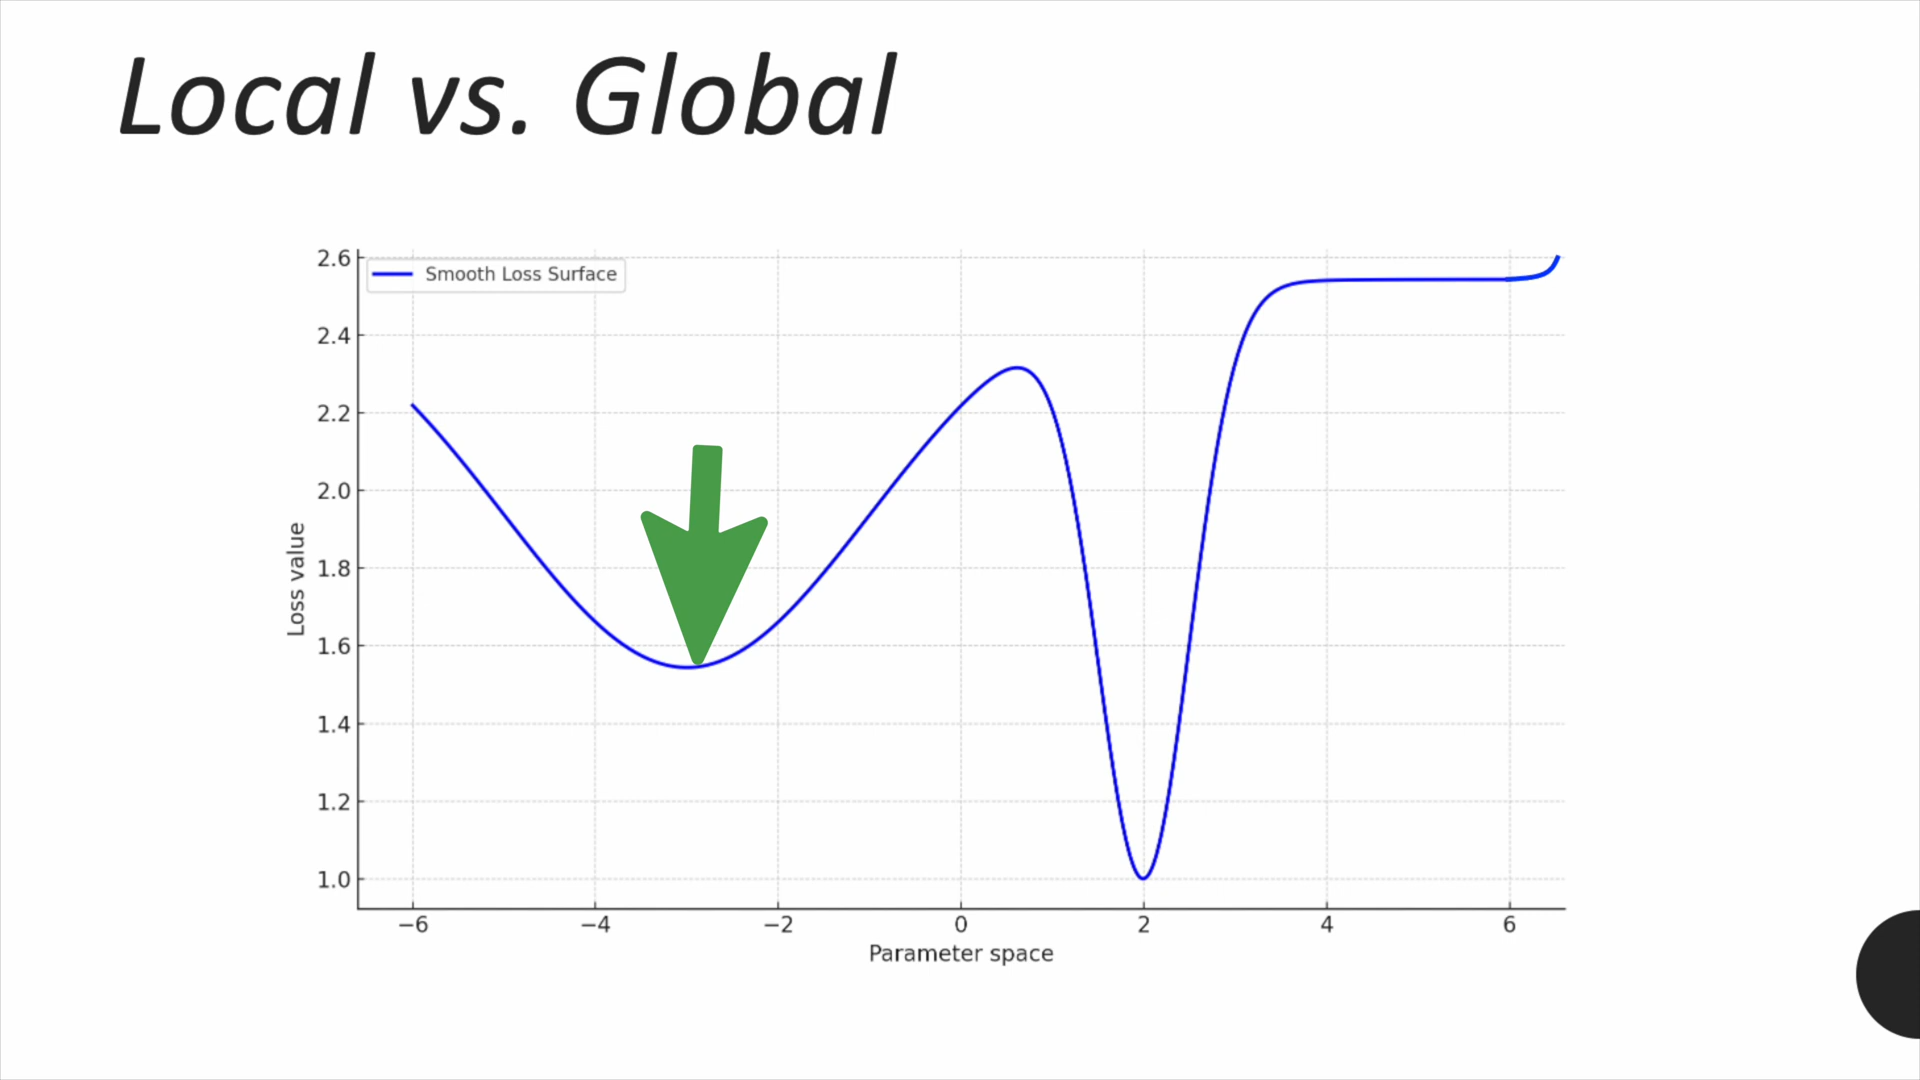 Local vs. Global
Smooth Loss Surface
2.6
2.4
2.2
2.0
1.8
1.6
1.4
1.2
1.0
Loss value
−6 −4 −2 0 2 4 6
Parameter space